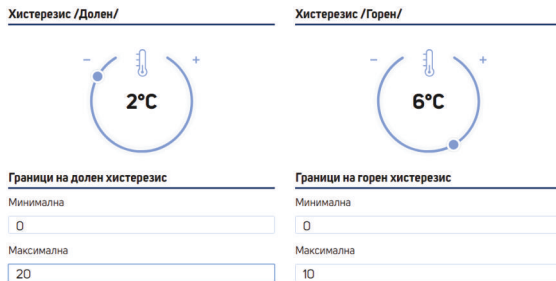 Хистерезис /Долен/
Хистерезис /Горен/
− +
2°C
− +
6°C
Граници на долен хистерезис
Граници на горен хистерезис
Минимална
Минимална
0
0
Максимална
Максимална
20
10